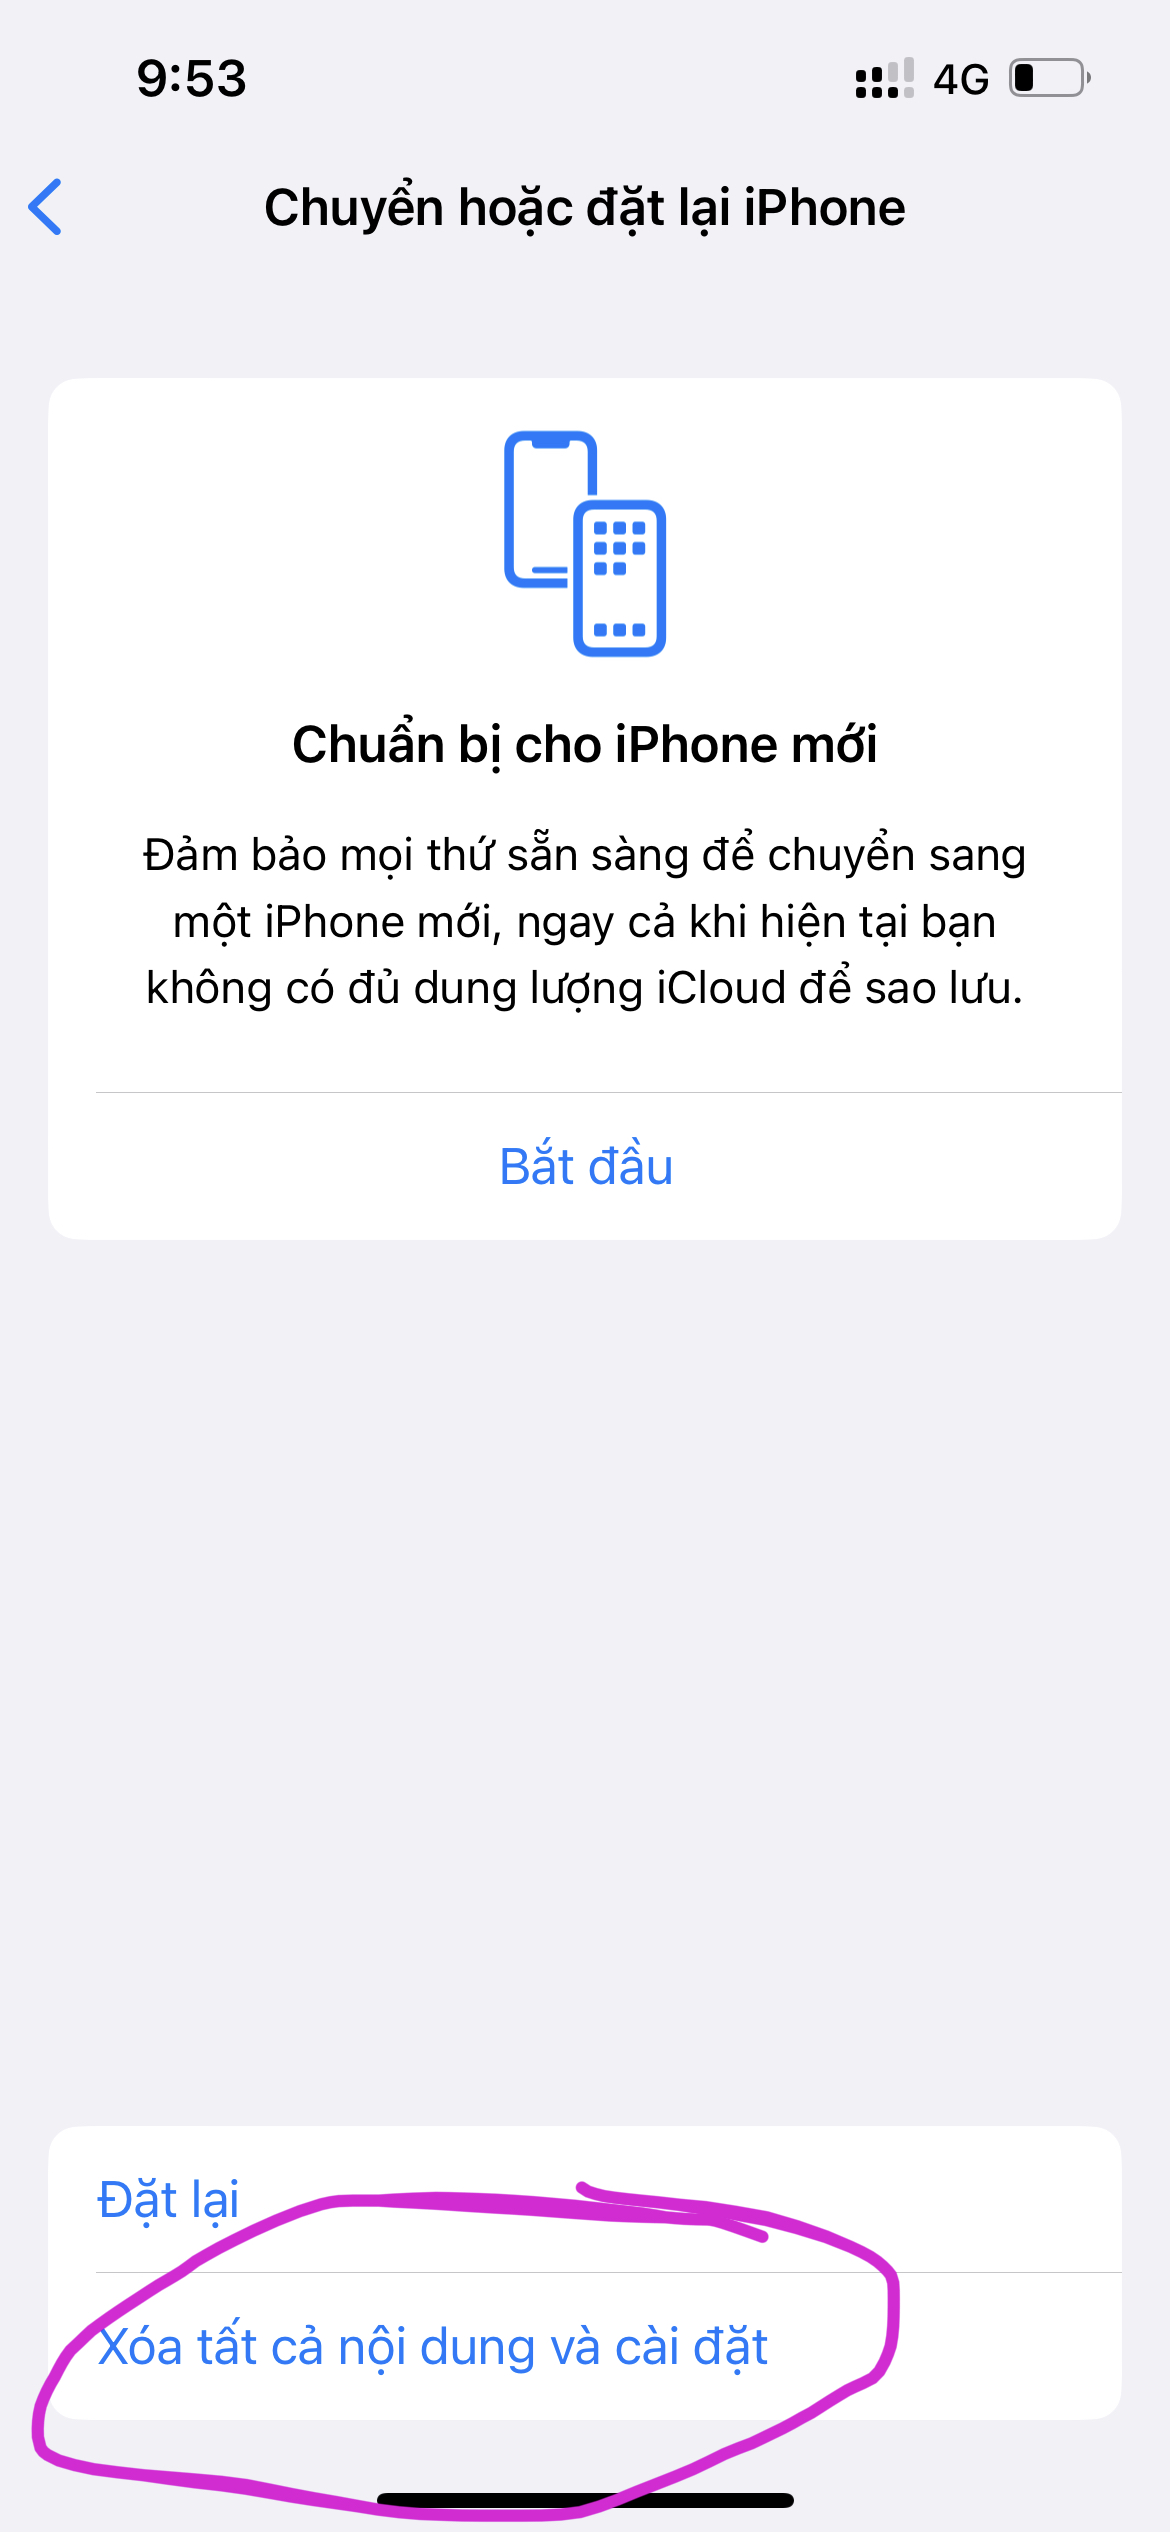 9:53
4G
Chuyển hoặc đặt lại iPhone
Chuẩn bị cho iPhone mới
Đảm bảo mọi thứ sẵn sàng để chuyển sang
một iPhone mới, ngay cả khi hiện tại bạn
không có đủ dung lượng iCloud để sao lưu.
Bắt đầu
Đặt lại
Xóa tất cả nội dung và cài đặt